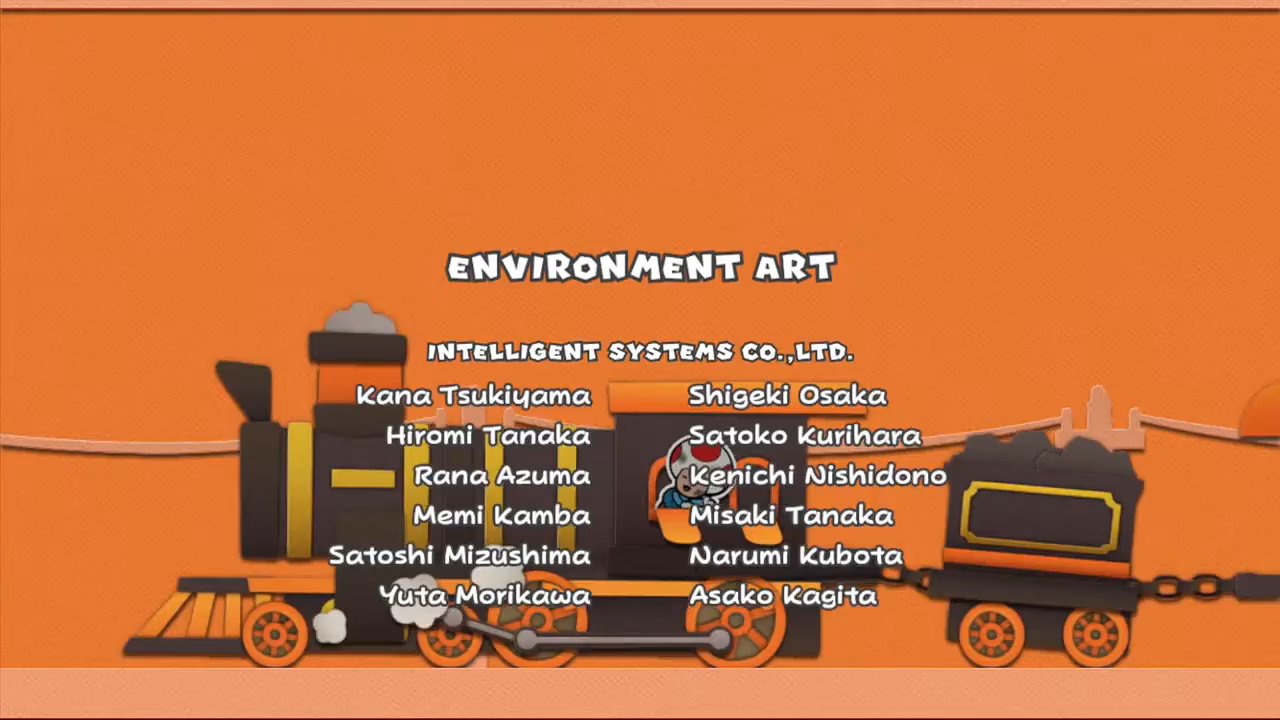 ENVIRONMENT ART
INTELLIGENT SYSTEMS CO.,LTD.
Kana Tsukiyama Shigeki Osaka
Hiromi Tanaka Satoko Kurihara
Rana Azuma Kenichi Nishidono
Memi Kamba Misaki Tanaka
Satoshi Mizushima Narumi Kubota
Yuta Morikawa Asako Kagita